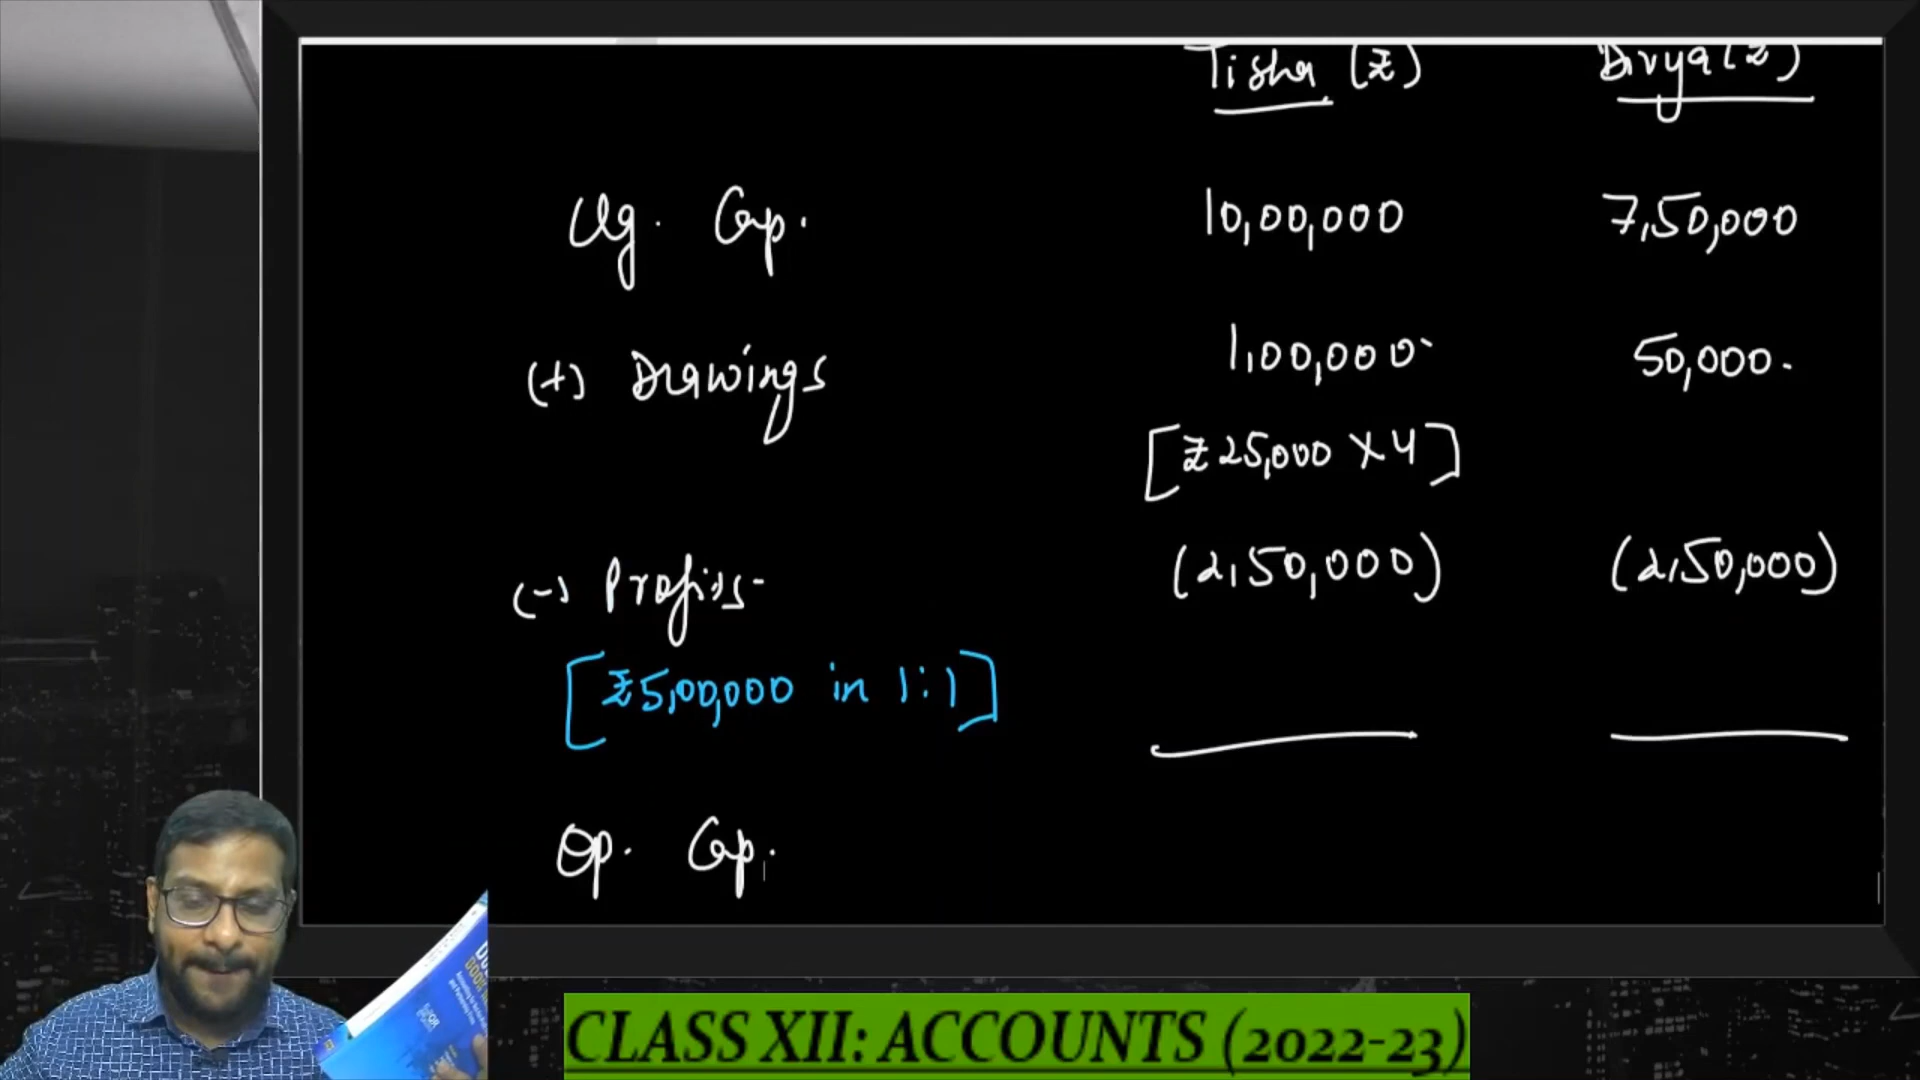 Tisha (₹) Divya (₹)
Clg. Cap. 10,00,000 7,50,000
(+) Drawings 1,00,000 50,000
[₹25,000 X 4]
(-) Profits (2,50,000) (2,50,000)
[₹5,00,000 in 1:1]
Op. Cap.
CLASS XII: ACCOUNTS (2022-23)